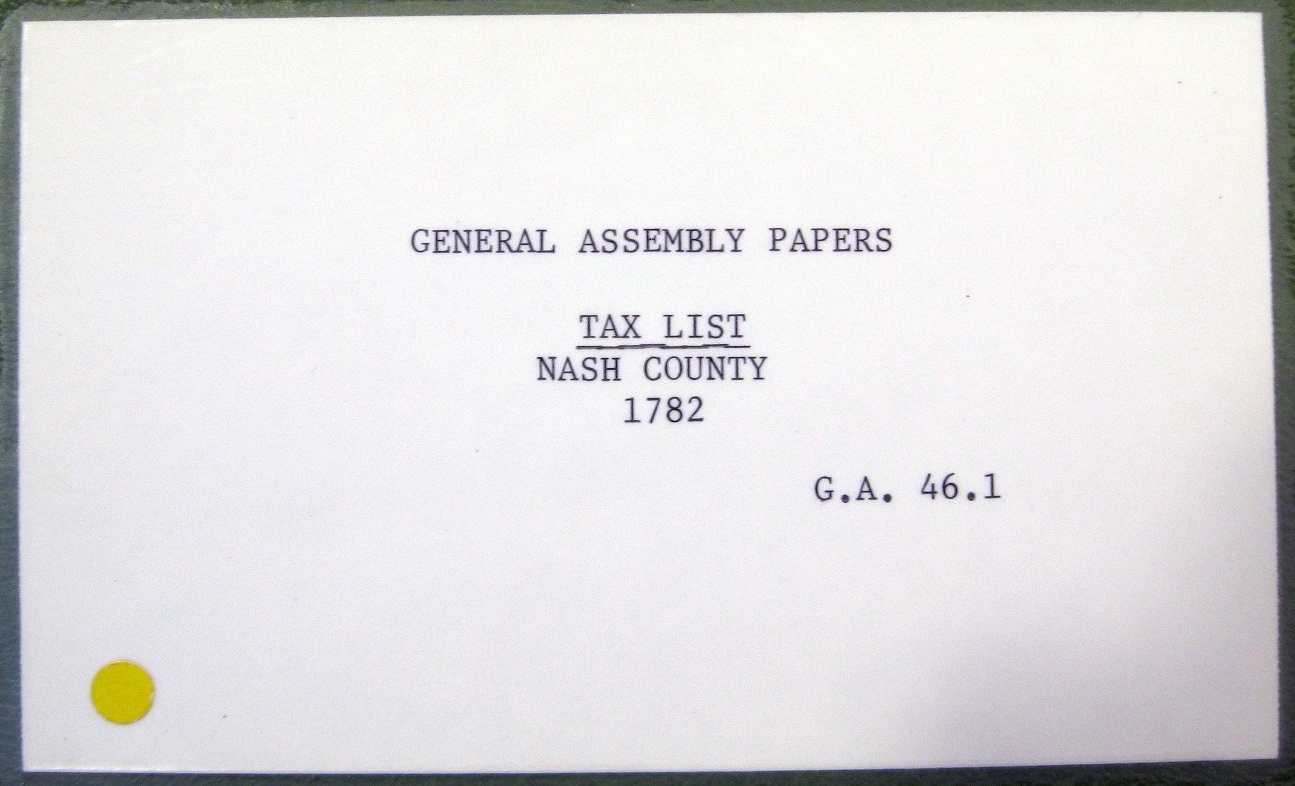 GENERAL ASSEMBLY PAPERS
TAX LIST
NASH COUNTY
1782
G.A. 46.1